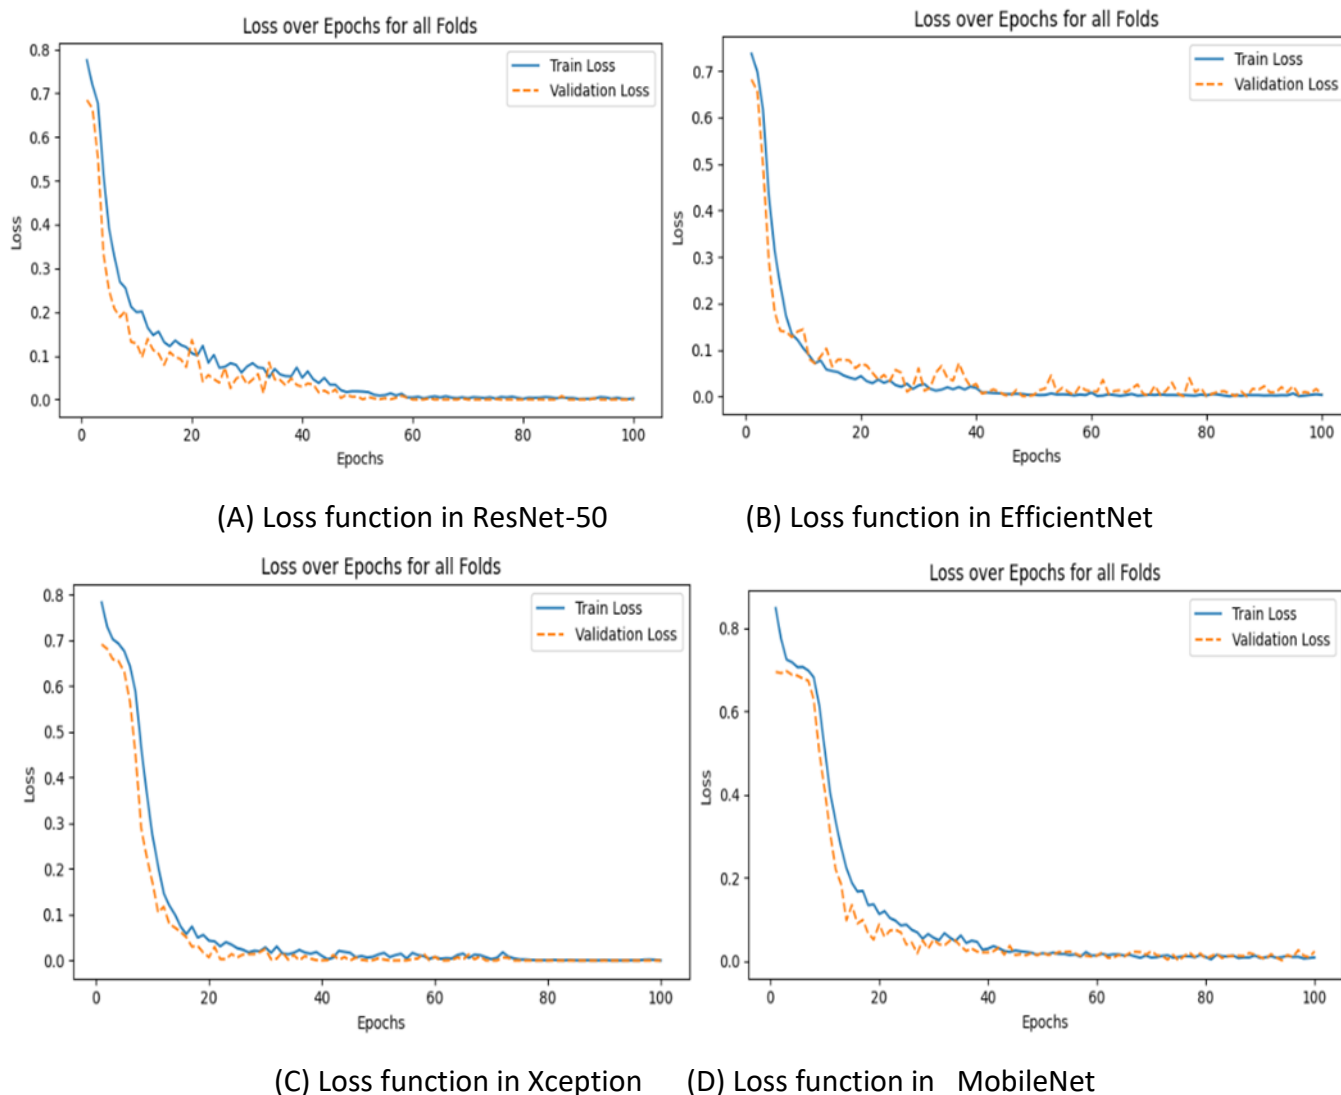 Loss over Epochs for all Folds
Train Loss
Validation Loss
0.8
0.7
0.6
0.5
0.4
0.3
0.2
0.1
0.0
Loss
0 20 40 60 80 100
Epochs
Loss over Epochs for all Folds
Train Loss
Validation Loss
0.7
0.6
0.5
0.4
0.3
0.2
0.1
0.0
Loss
0 20 40 60 80 100
Epochs
(A) Loss function in ResNet-50
(B) Loss function in EfficientNet
Loss over Epochs for all Folds
Train Loss
Validation Loss
0.8
0.7
0.6
0.5
0.4
0.3
0.2
0.1
0.0
Loss
0 20 40 60 80 100
Epochs
Loss over Epochs for all Folds
Train Loss
Validation Loss
0.8
0.6
0.4
0.2
0.0
Loss
0 20 40 60 80 100
Epochs
(C) Loss function in Xception
(D) Loss function in MobileNet